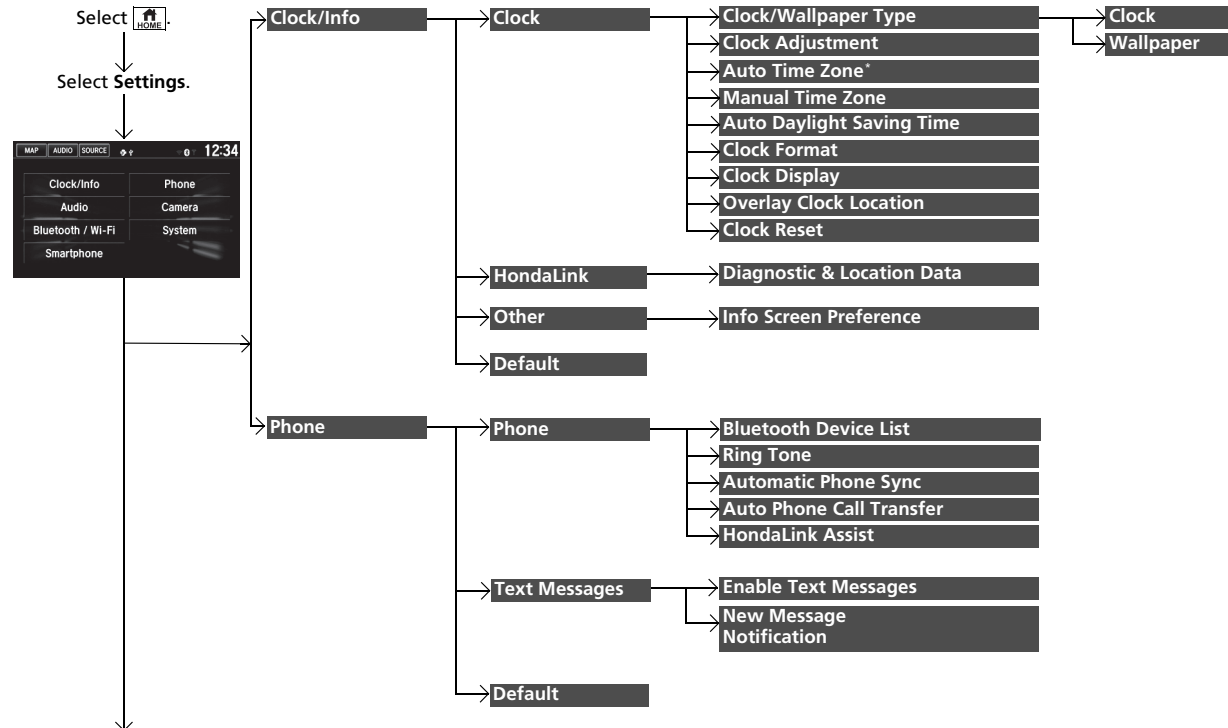 Select HOME.
Select Settings.
MAP AUDIO SOURCE 12:34
Clock/Info Phone
Audio Camera
Bluetooth / Wi-Fi System
Smartphone
Clock/Info
Clock
Clock/Wallpaper Type
Clock
Wallpaper
Clock Adjustment
Auto Time Zone*
Manual Time Zone
Auto Daylight Saving Time
Clock Format
Clock Display
Overlay Clock Location
Clock Reset
HondaLink
Diagnostic & Location Data
Other
Info Screen Preference
Default
Phone
Phone
Bluetooth Device List
Ring Tone
Automatic Phone Sync
Auto Phone Call Transfer
HondaLink Assist
Text Messages
Enable Text Messages
New Message
Notification
Default